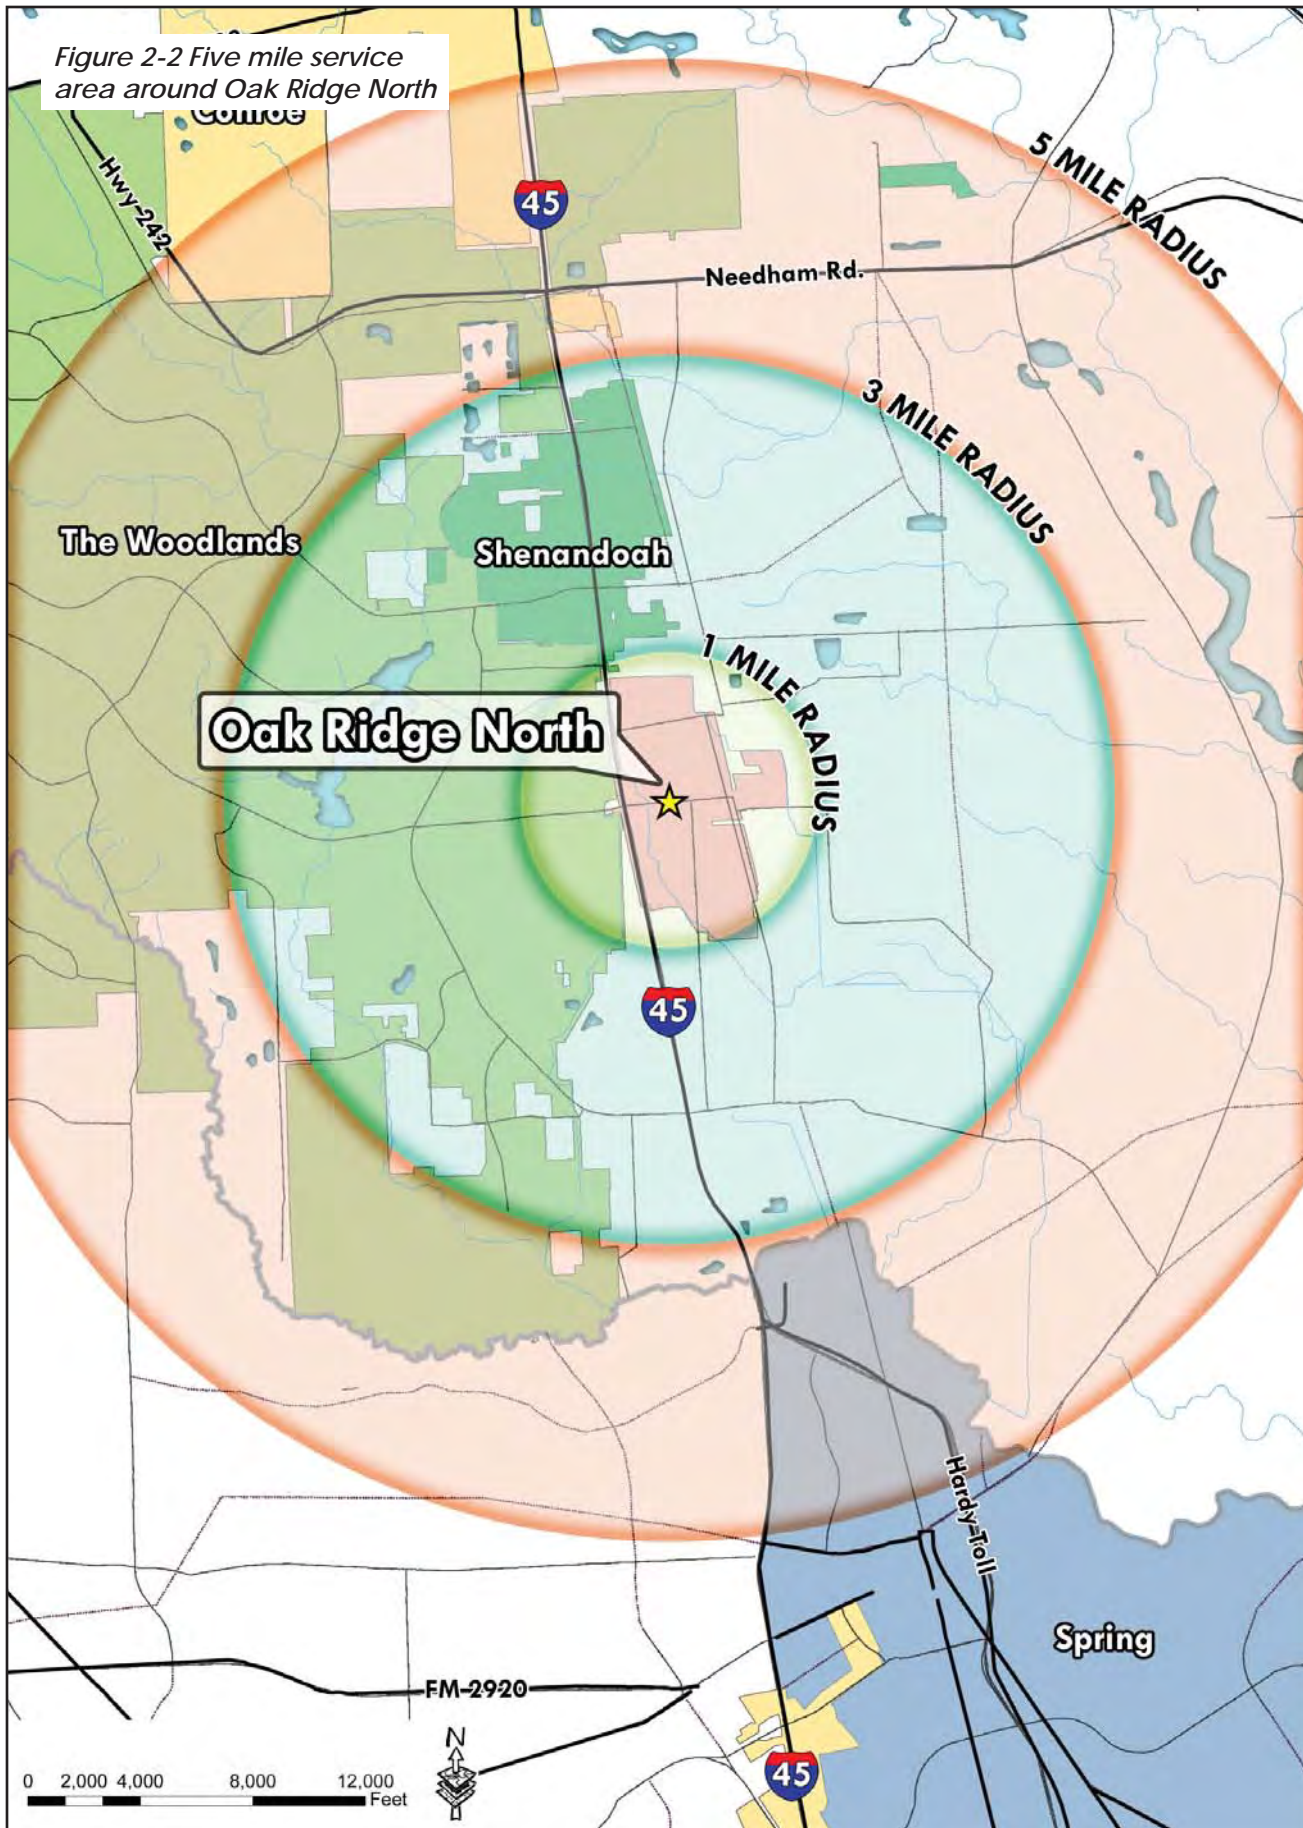 Figure 2-2 Five mile service
area around Oak Ridge North
Conroe
Hwy 242
45
5 MILE RADIUS
Needham Rd.
3 MILE RADIUS
The Woodlands
Shenandoah
1 MILE RADIUS
Oak Ridge North
45
Hardy Toll
Spring
FM 2920
N
45
0 2,000 4,000 8,000 12,000
Feet